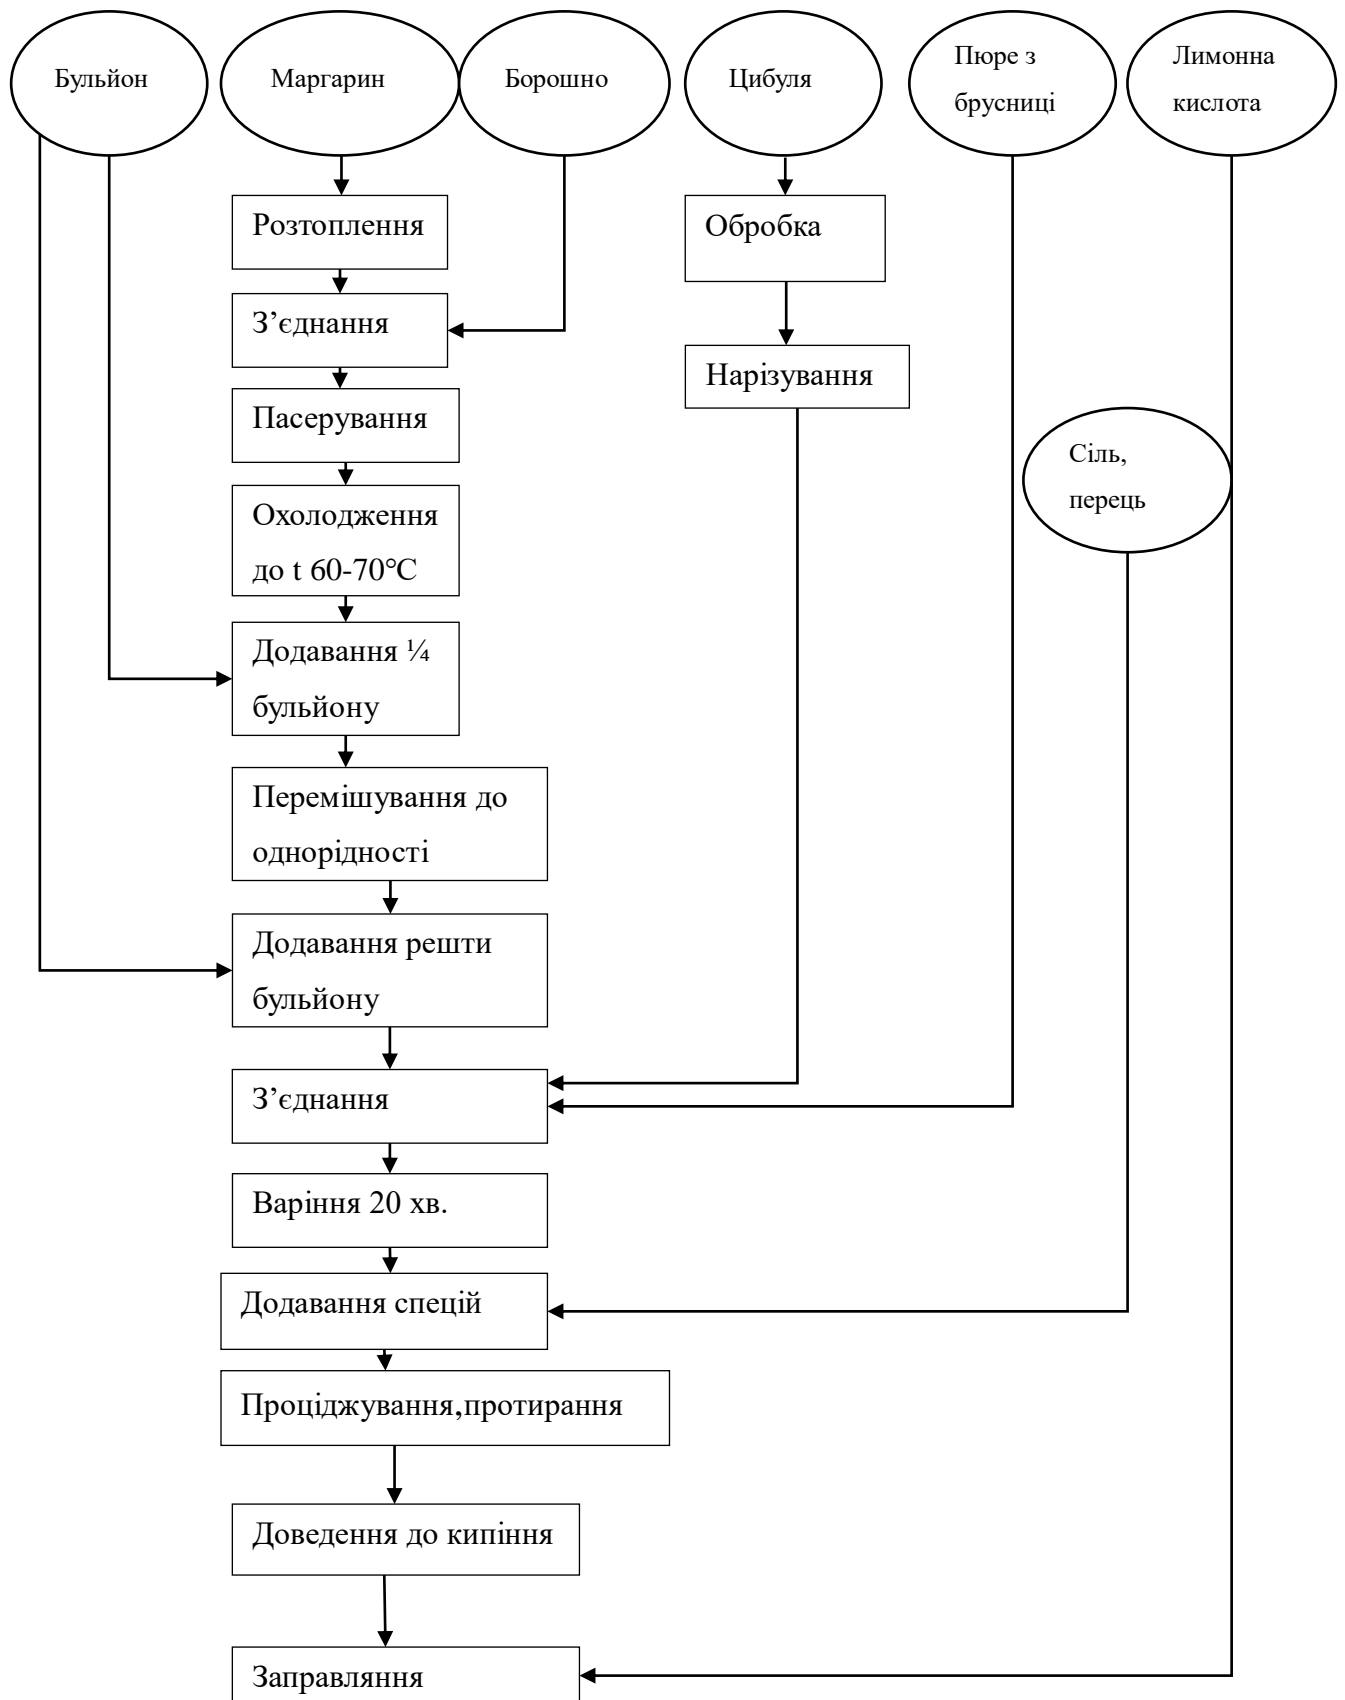 Бульйон
Маргарин
Борошно
Цибуля
Пюре з
брусниці
Лимонна
кислота
Розтоплення
Обробка
З’єднання
Нарізування
Пасерування
Сіль,
перець
Охолодження
до t 60-70°С
Додавання ¼
бульйону
Перемішування до
однорідності
Додавання решти
бульйону
З’єднання
Варіння 20 хв.
Додавання спецій
Проціджування,протирання
Доведення до кипіння
Заправляння